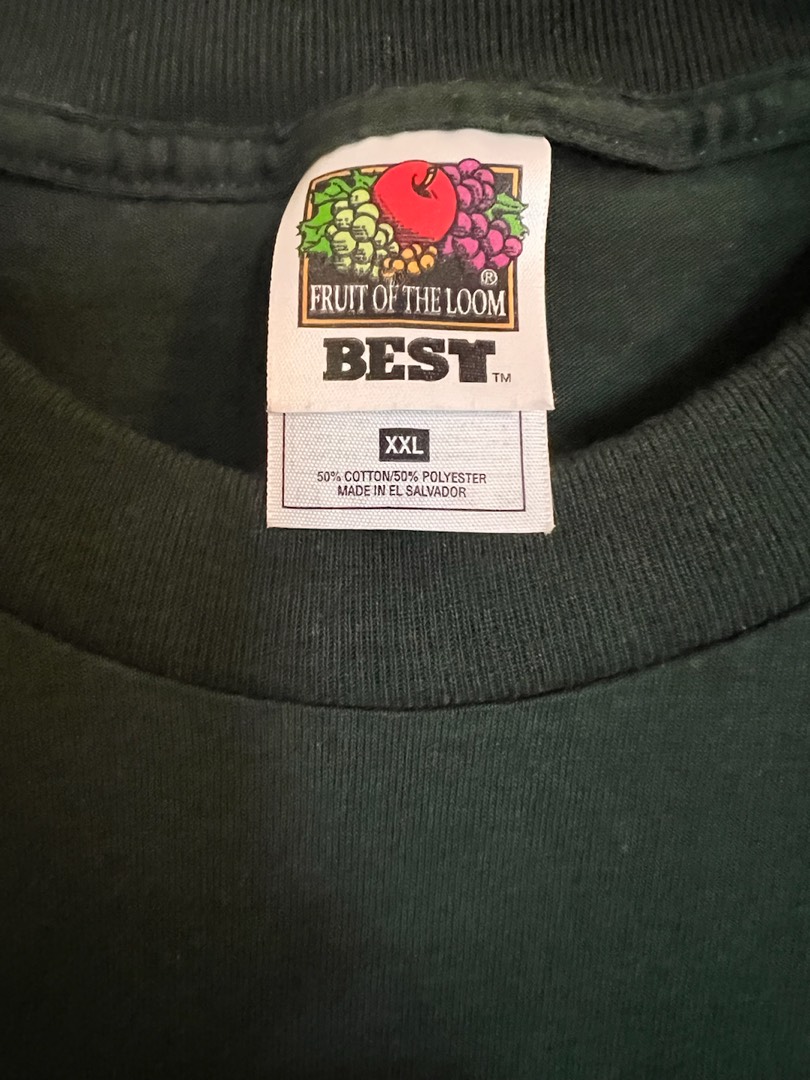 ®
FRUIT OF THE LOOM
BEST™
XXL
50% COTTON/50% POLYESTER
MADE IN EL SALVADOR